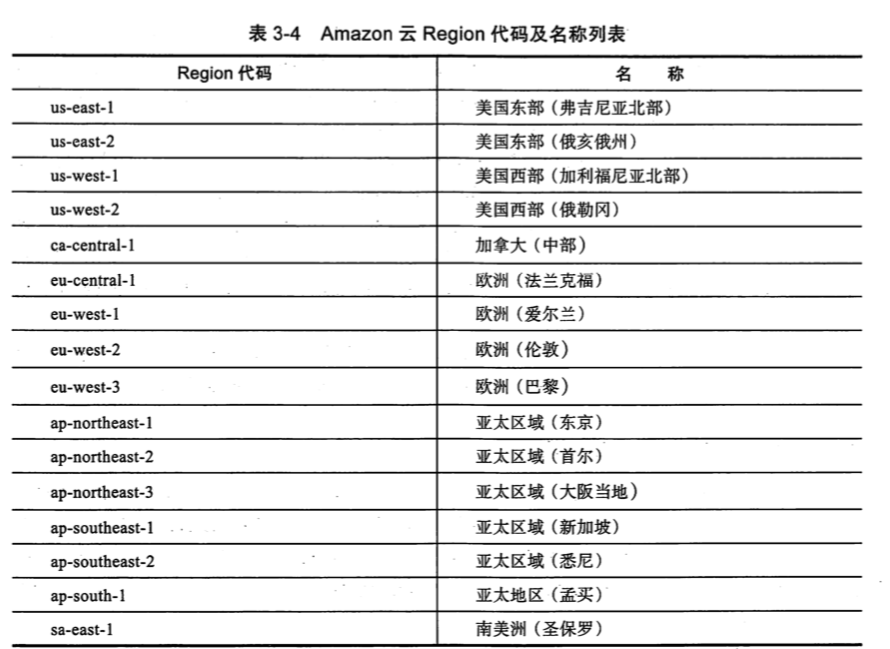 表 3-4 Amazon 云 Region 代码及名称列表
Region 代码 名 称
us-east-1 美国东部（弗吉尼亚北部）
us-east-2 美国东部（俄亥俄州）
us-west-1 美国西部（加利福尼亚北部）
us-west-2 美国西部（俄勒冈）
ca-central-1 加拿大（中部）
eu-central-1 欧洲（法兰克福）
eu-west-1 欧洲（爱尔兰）
eu-west-2 欧洲（伦敦）
eu-west-3 欧洲（巴黎）
ap-northeast-1 亚太区域（东京）
ap-northeast-2 亚太区域（首尔）
ap-northeast-3 亚太区域（大阪当地）
ap-southeast-1 亚太区域（新加坡）
ap-southeast-2 亚太区域（悉尼）
ap-south-1 亚太地区（孟买）
sa-east-1 南美洲（圣保罗）